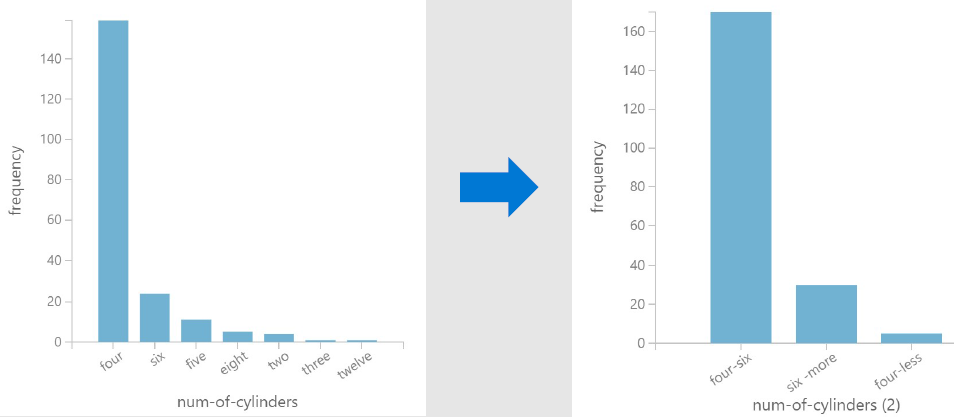 140
120
100
80
60
40
20
0
frequency
four six five eight two three twelve
num-of-cylinders
160
140
120
100
80
60
40
20
0
frequency
four-six six -more four-less
num-of-cylinders (2)